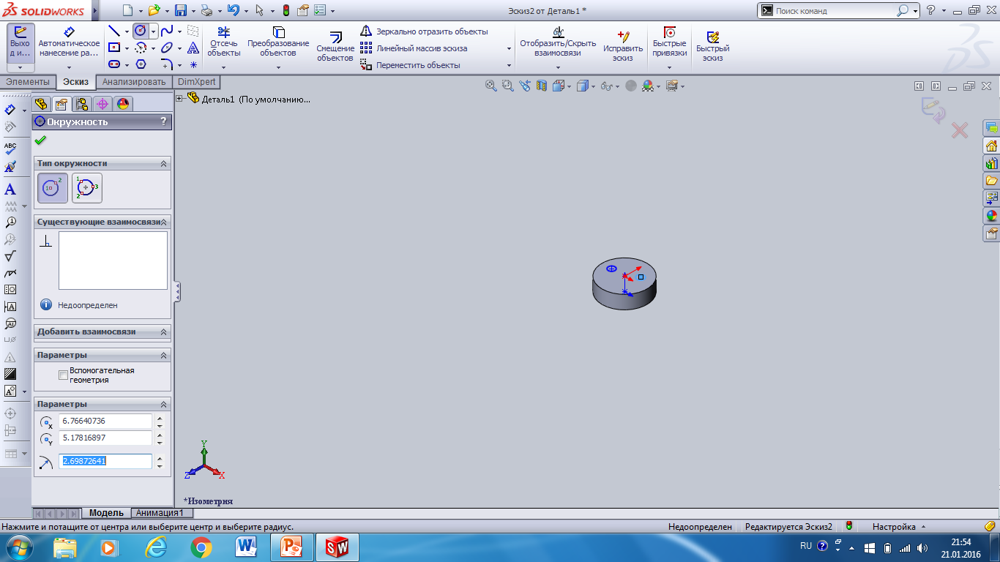 SOLIDWORKS
Эскиз2 от Деталь1 *
Поиск команд
?
Выхо
д и...
Автоматическое
нанесение ра...
Отсечь
объекты
Преобразование
объектов
Смещение
объектов
Зеркально отразить объекты
Линейный массив эскиза
Переместить объекты
Отобразить/Скрыть
взаимосвязи
Исправить
эскиз
Быстрые
привязки
Быстрый
эскиз
Элементы
Эскиз
Анализировать
DimXpert
Деталь1 (По умолчанию...
Окружность
?
Тип окружности
Существующие взаимосвязи
Недоопределен
Добавить взаимосвязи
Параметры
Вспомогательная
геометрия
Параметры
6.76640736
5.17816897
2.69872641
Y
Z
X
*Изометрия
Модель
Анимация1
Нажмите и потащите от центра или выберите центр и выберите радиус.
Недоопределен
Редактируется Эскиз2
Настройка
RU
21:54
21.01.2016